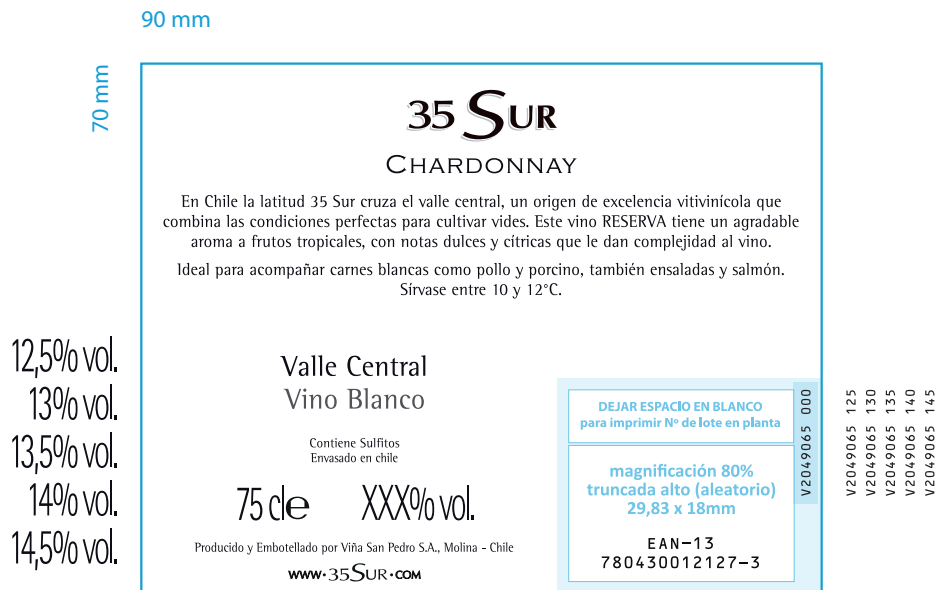 90 mm
70 mm
35 SUR
CHARDONNAY
En Chile la latitud 35 Sur cruza el valle central, un origen de excelencia vitivinícola que
combina las condiciones perfectas para cultivar vides. Este vino RESERVA tiene un agradable
aroma a frutos tropicales, con notas dulces y cítricas que le dan complejidad al vino.
Ideal para acompañar carnes blancas como pollo y porcino, también ensaladas y salmón.
Sírvase entre 10 y 12°C.
12,5% vol.
13% vol.
13,5% vol.
14% vol.
14,5% vol.
Valle Central
Vino Blanco
Contiene Sulfitos
Envasado en chile
75 cl℮ XXX% vol.
Producido y Embotellado por Viña San Pedro S.A., Molina - Chile
WWW·35SUR·COM
DEJAR ESPACIO EN BLANCO
para imprimir Nº de lote en planta
magnificación 80%
truncada alto (aleatorio)
29,83 x 18mm
EAN-13
780430012127-3
V2049065 000
V2049065 125
V2049065 130
V2049065 135
V2049065 140
V2049065 145